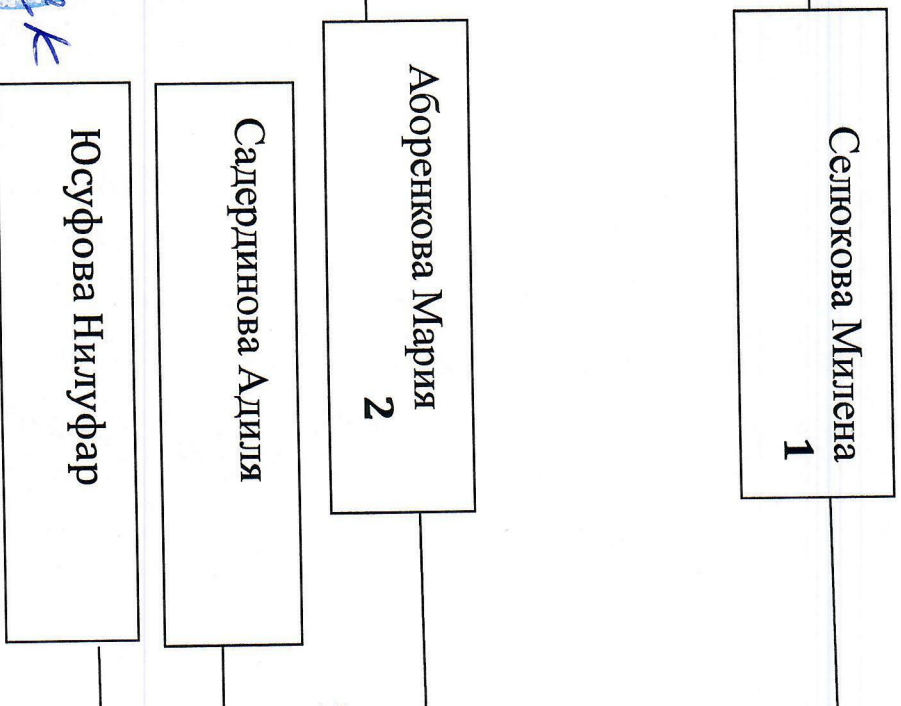 Селюкова Милена
1
Аборенкова Мария
2
Садердинова Адиля
Юсуфова Нилуфар